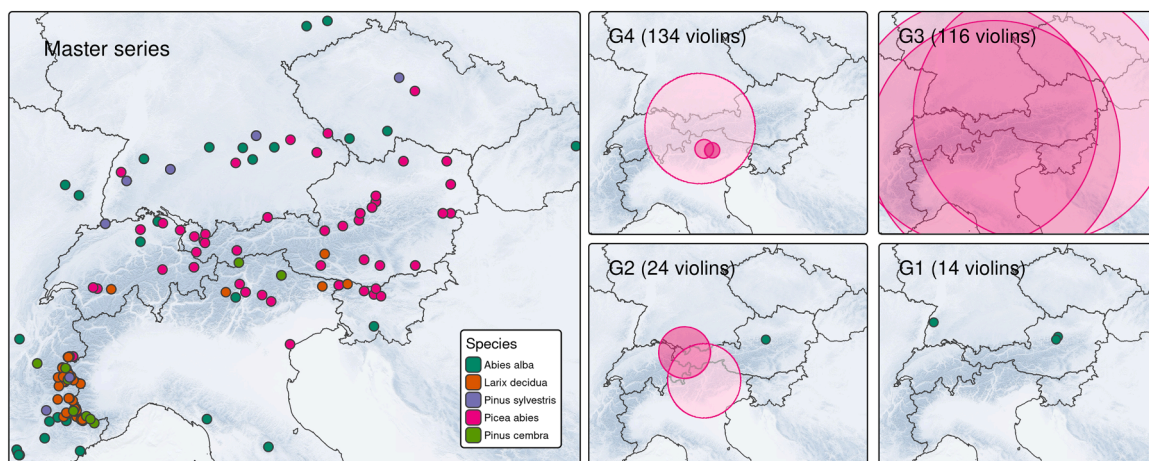 Master series
Species
Abies alba
Larix decidua
Pinus sylvestris
Picea abies
Pinus cembra
G4 (134 violins)
G3 (116 violins)
G2 (24 violins)
G1 (14 violins)